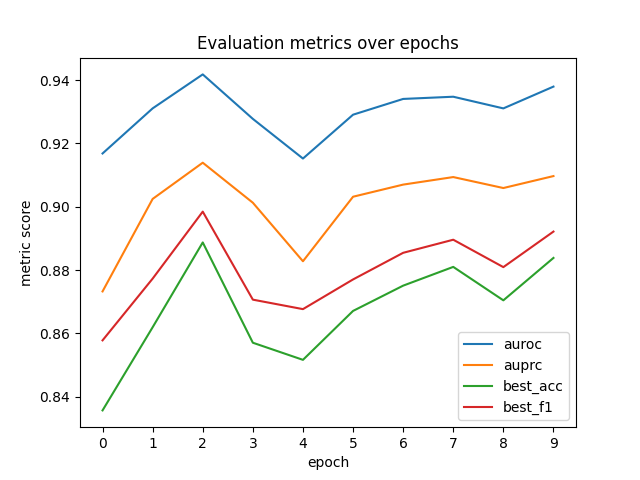 Evaluation metrics over epochs
metric score
0.94
0.92
0.90
0.88
0.86
0.84
auroc
auprc
best_acc
best_f1
0 1 2 3 4 5 6 7 8 9
epoch